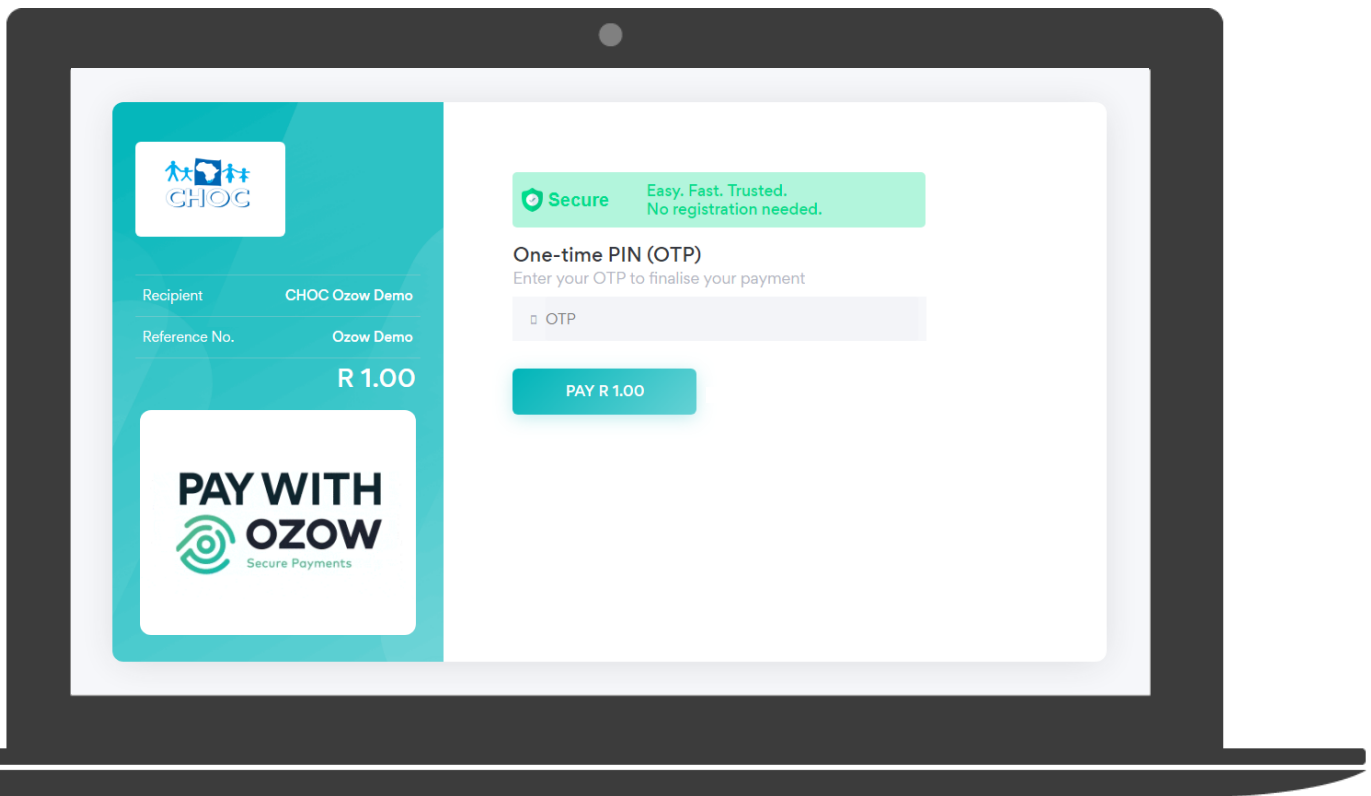 CHOC
Recipient CHOC Ozow Demo
Reference No. Ozow Demo
R 1.00
PAY WITH
OZOW
Secure Payments
Secure
Easy. Fast. Trusted.
No registration needed.
One-time PIN (OTP)
Enter your OTP to finalise your payment
OTP
PAY R 1.00